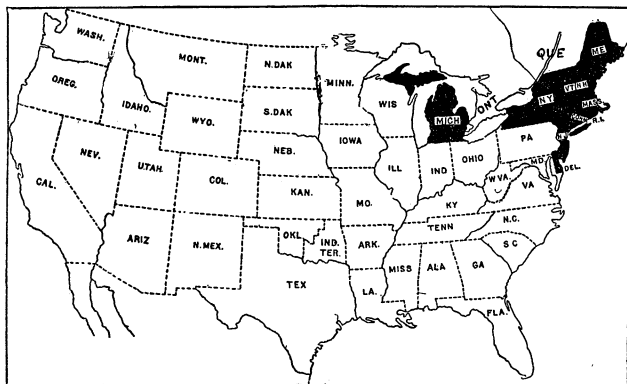 WASH.
MONT.
N.DAK
MINN.
QUE
ME
OREG.
IDAHO.
S.DAK
WIS
ONT
VT
N.H.
NY
MASS
MICH
CONN.
R.I.
WYO.
IOWA
PA
N.J.
NEV.
NEB.
ILL
IND
OHIO
MD.
DEL.
UTAH.
COL.
W VA.
VA
CAL.
KAN.
MO.
KY
N.C.
TENN
ARIZ
N.MEX.
OKL
IND.
TER.
ARK.
S C
MISS
ALA
GA
TEX
LA.
FLA.